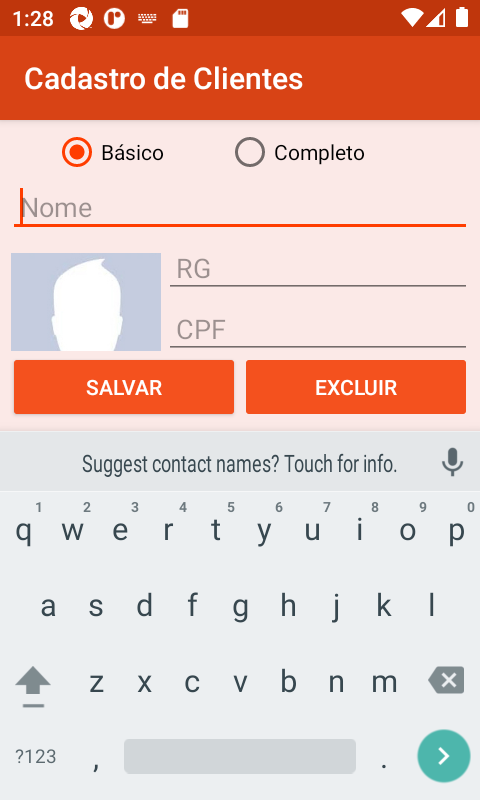 1:28
Cadastro de Clientes
Básico Completo
Nome
RG
CPF
SALVAR EXCLUIR
Suggest contact names? Touch for info.
1 2 3 4 5 6 7 8 9 0
q w e r t y u i o p
a s d f g h j k l
z x c v b n m
?123 , .